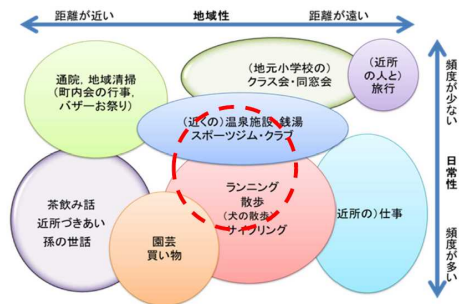 距離が近い
地域性
距離が遠い
通院, 地域清掃
(町内会の行事,
バザーお祭り)
(地元小学校の)
クラス会・同窓会
(近所
の人と)
旅行
(近くの)温泉施設・銭湯
スポーツジム・クラブ
頻度が少ない
日常性
頻度が多い
茶飲み話
近所づきあい
孫の世話
ランニング
散歩
(犬の散歩)
サイクリング
近所の)仕事
園芸
買い物